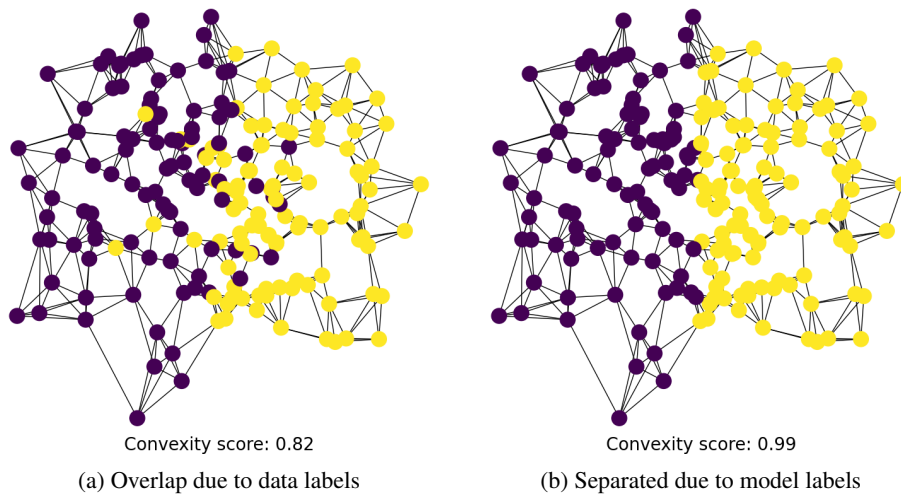 Convexity score: 0.82
Convexity score: 0.99
(a) Overlap due to data labels
(b) Separated due to model labels